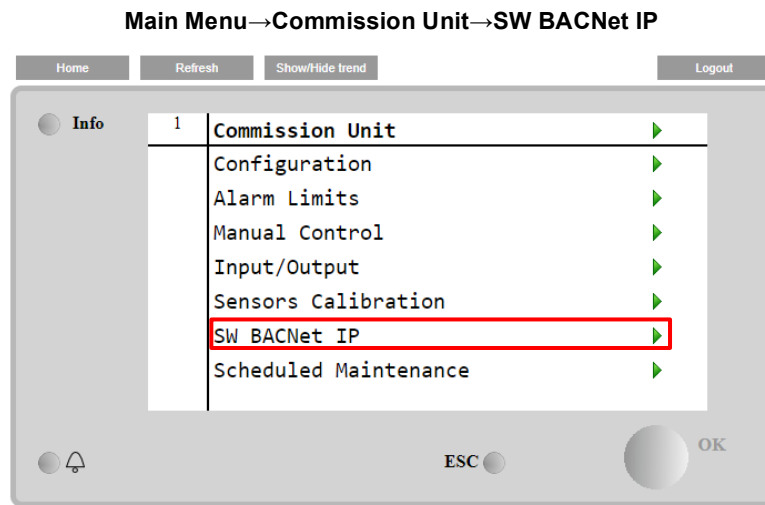 Main Menu→Commission Unit→SW BACNet IP
Home Refresh Show/Hide trend Logout
Info 1 Commission Unit
Configuration
Alarm Limits
Manual Control
Input/Output
Sensors Calibration
SW BACNet IP
Scheduled Maintenance
ESC OK